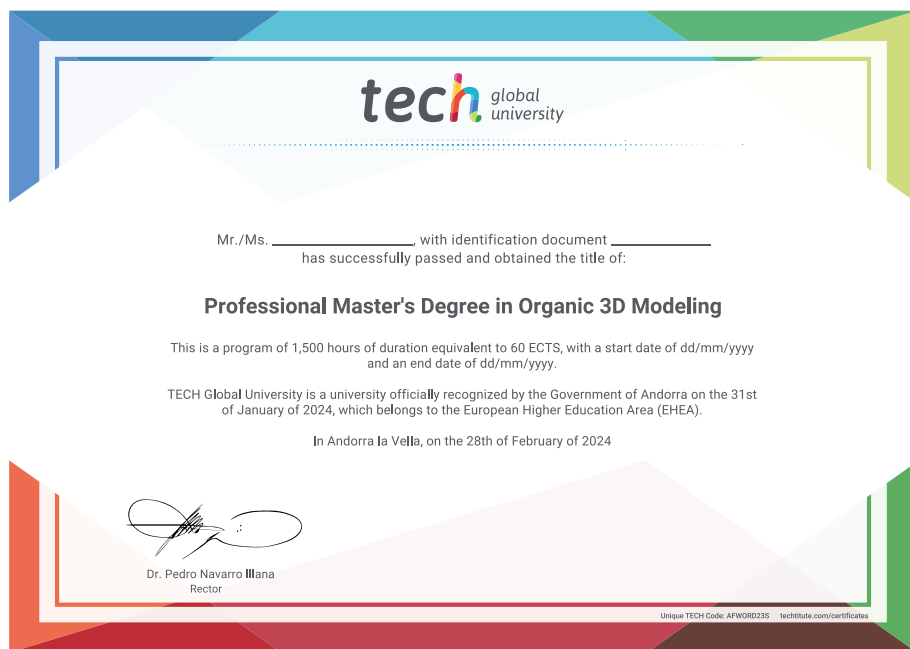 tech global university
Mr./Ms. ____________________, with identification document ______________
has successfully passed and obtained the title of:
Professional Master's Degree in Organic 3D Modeling
This is a program of 1,500 hours of duration equivalent to 60 ECTS, with a start date of dd/mm/yyyy
and an end date of dd/mm/yyyy.
TECH Global University is a university officially recognized by the Government of Andorra on the 31st
of January of 2024, which belongs to the European Higher Education Area (EHEA).
In Andorra la Vella, on the 28th of February of 2024
Dr. Pedro Navarro Illana
Rector
Unique TECH Code: AFWORD23S techtitute.com/certificates